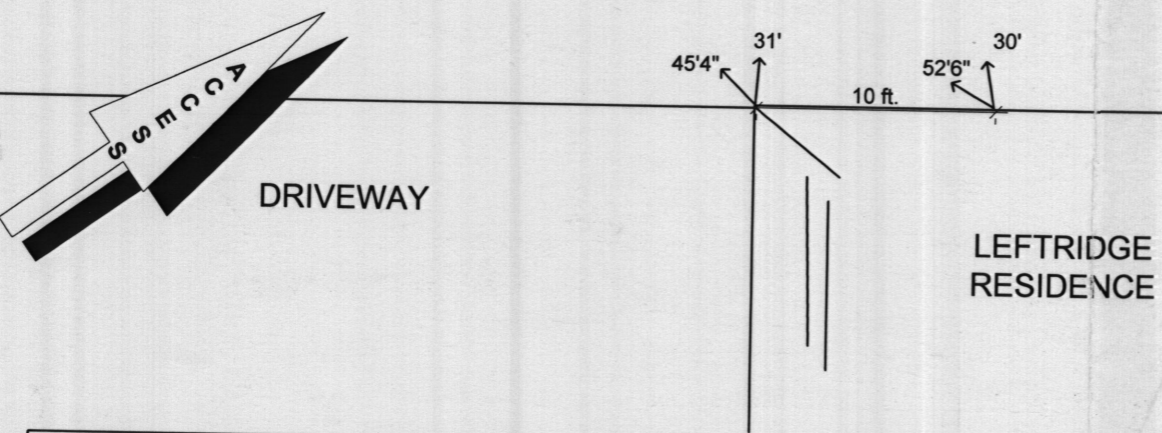 ACCESS
31'
45'4"
30'
52'6"
10 ft.
DRIVEWAY
LEFTRIDGE
RESIDENCE